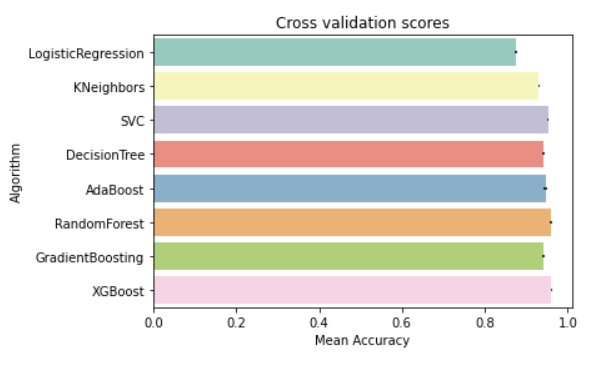 Cross validation scores
LogisticRegression
KNeighbors
SVC
DecisionTree
AdaBoost
RandomForest
GradientBoosting
XGBoost
Algorithm
0.0 0.2 0.4 0.6 0.8 1.0
Mean Accuracy